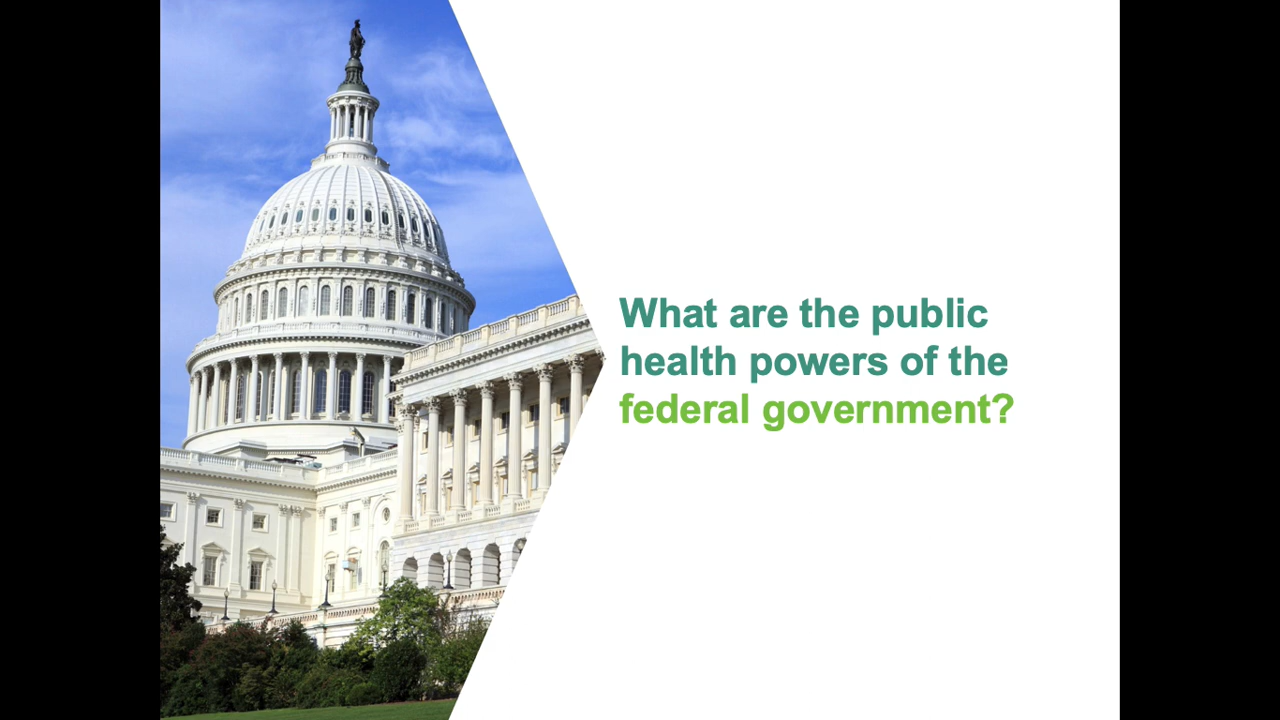 What are the public
health powers of the
federal government?